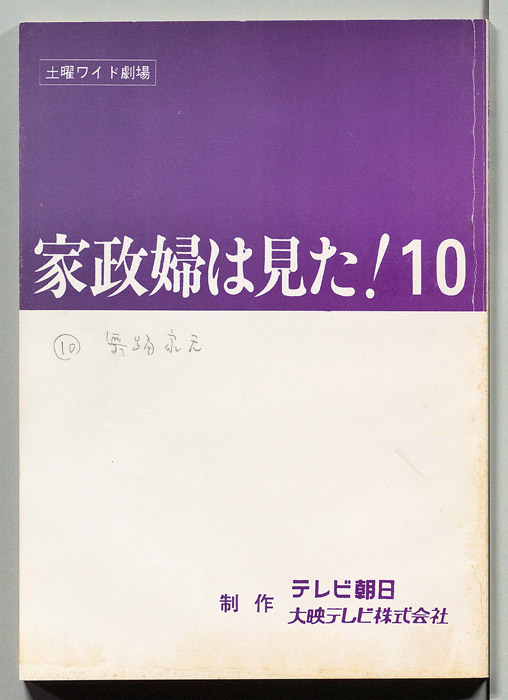 土曜ワイド劇場
家政婦は見た!10
⑩ 舞踊家元
制作 テレビ朝日
大映テレビ株式会社